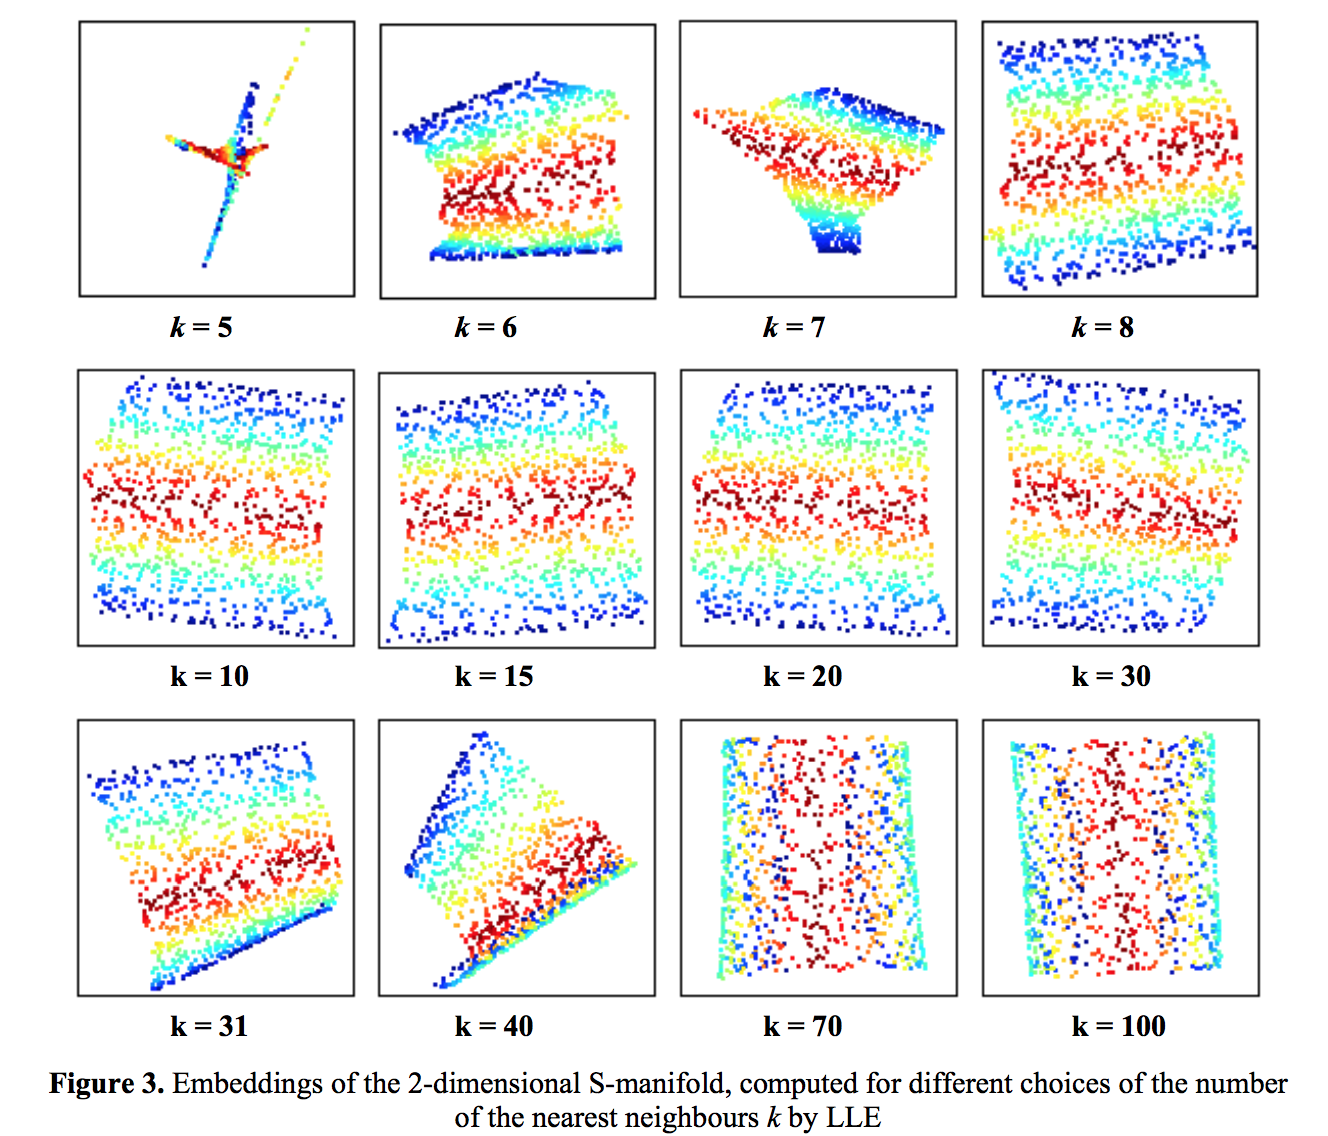 k = 5
k = 6
k = 7
k = 8
k = 10
k = 15
k = 20
k = 30
k = 31
k = 40
k = 70
k = 100
Figure 3. Embeddings of the 2-dimensional S-manifold, computed for different choices of the number
of the nearest neighbours k by LLE